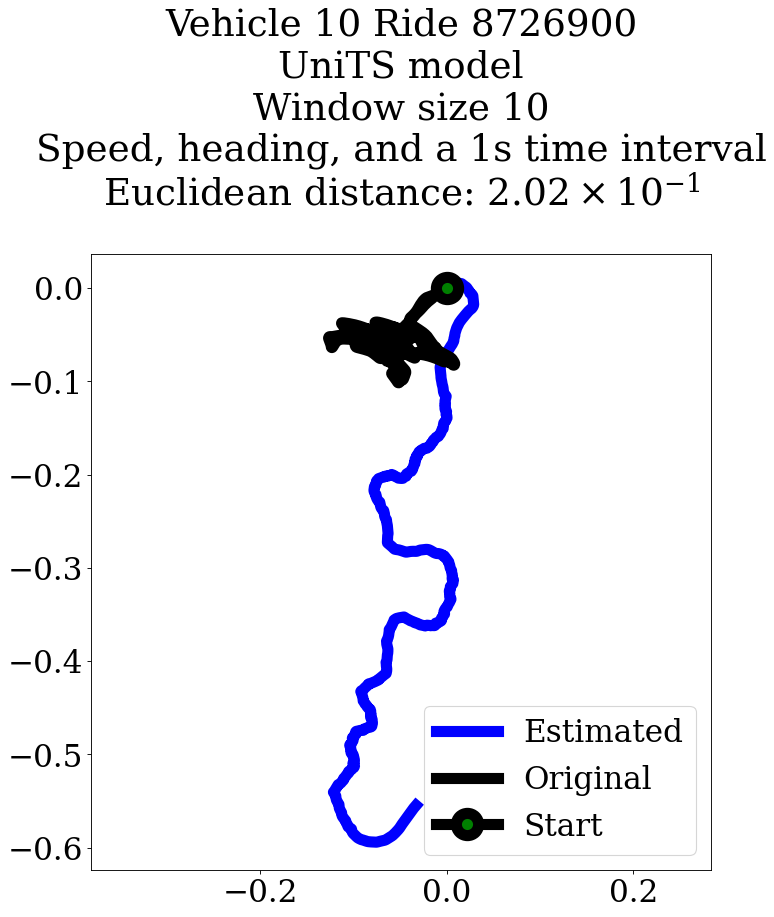 Vehicle 10 Ride 8726900
UniTS model
Window size 10
Speed, heading, and a 1s time interval
Euclidean distance: 2.02 × 10⁻¹
0.0
−0.1
−0.2
−0.3
−0.4
−0.5
−0.6
−0.2
0.0
0.2
Estimated
Original
Start